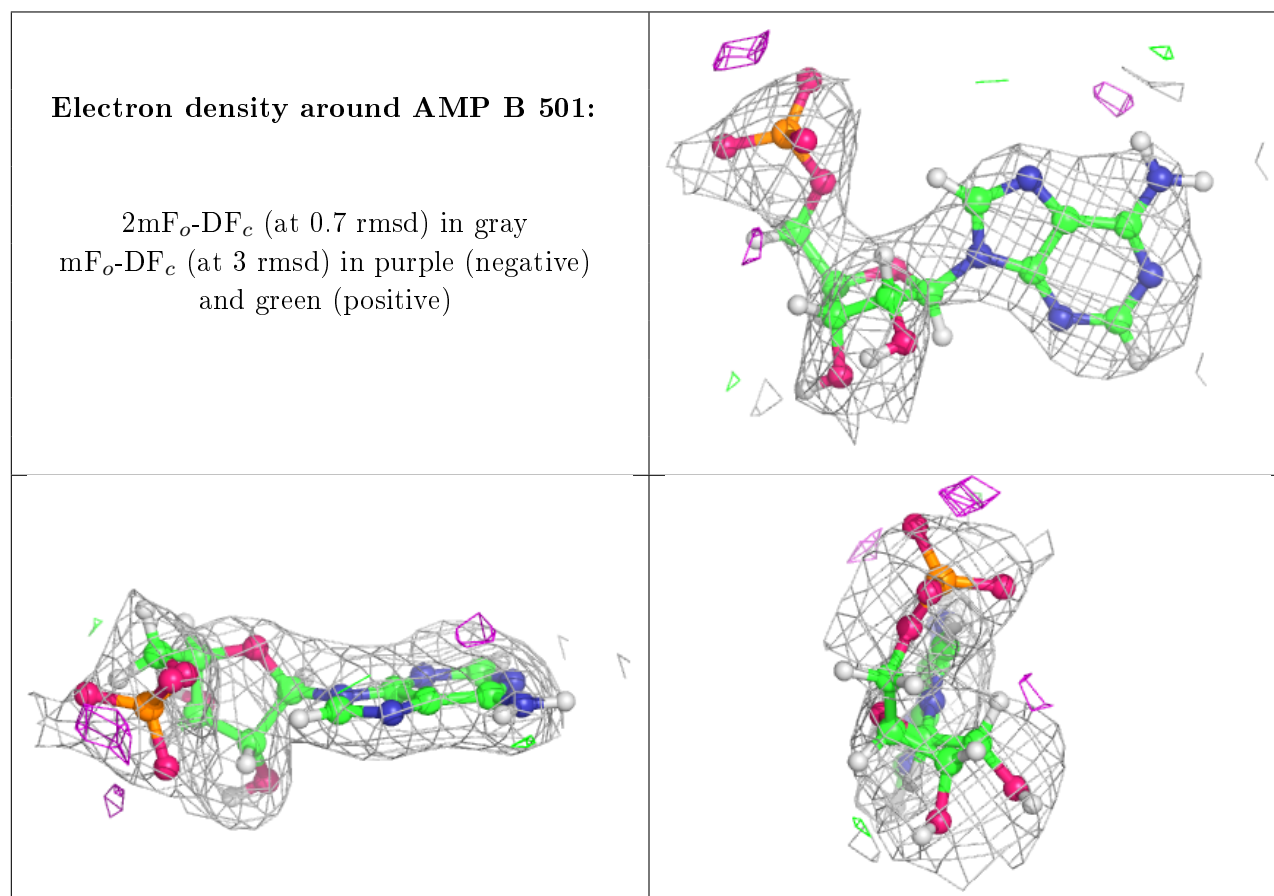 Electron density around AMP B 501:
2mFo-DFc (at 0.7 rmsd) in gray
mFo-DFc (at 3 rmsd) in purple (negative)
and green (positive)